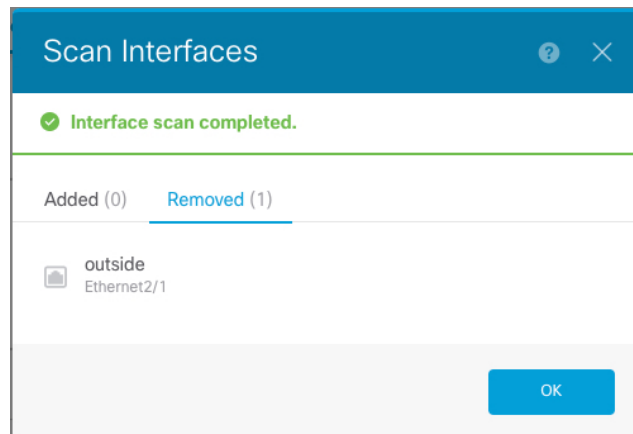 Scan Interfaces
Interface scan completed.
Added (0) Removed (1)
outside
Ethernet2/1
OK